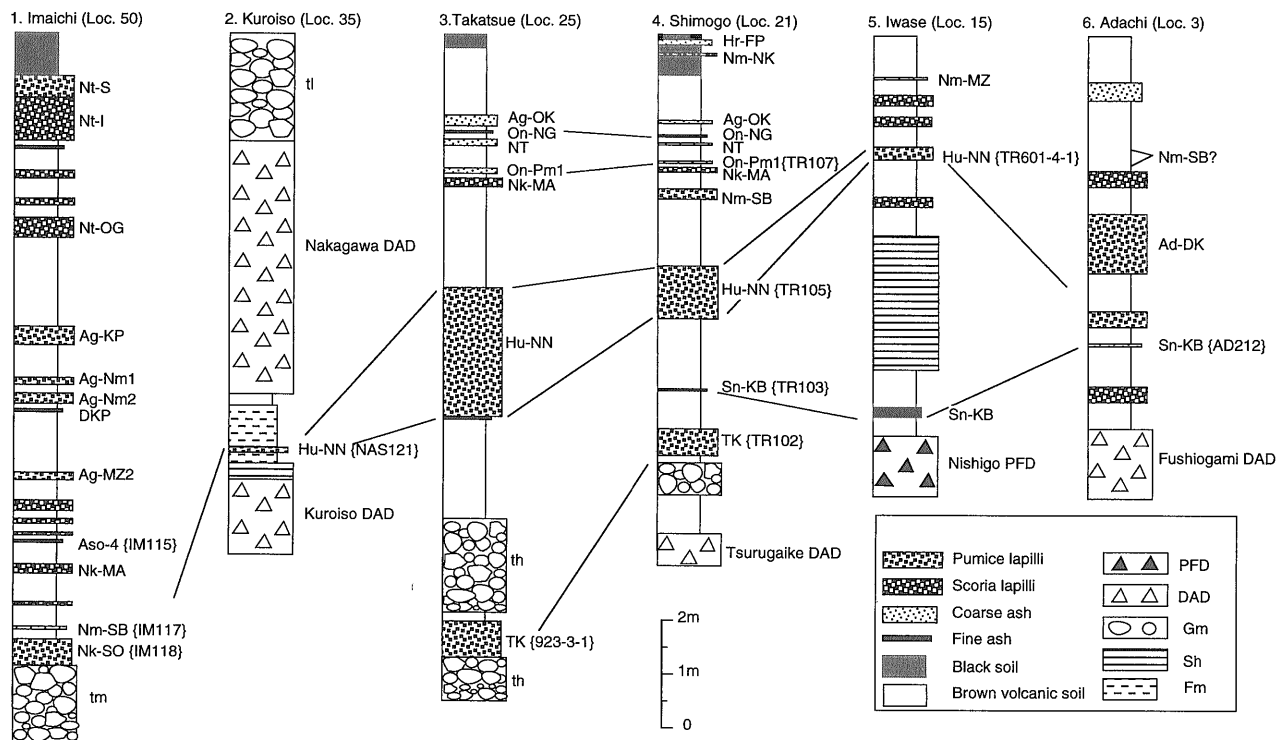 1. Imaichi (Loc. 50)
Nt-S
Nt-I
Nt-OG
Ag-KP
Ag-Nm1
Ag-Nm2
DKP
Ag-MZ2
Aso-4 {IM115}
Nk-MA
Nm-SB {IM117}
Nk-SO {IM118}
tm
2. Kuroiso (Loc. 35)
tl
Nakagawa DAD
Hu-NN {NAS121}
Kuroiso DAD
3.Takatsue (Loc. 25)
Ag-OK
On-NG
NT
On-Pm1
Nk-MA
Hu-NN
th
TK {923-3-1}
th
4. Shimogo (Loc. 21)
Hr-FP
Nm-NK
Ag-OK
On-NG
NT
On-Pm1{TR107}
Nk-MA
Nm-SB
Hu-NN {TR105}
Sn-KB {TR103}
TK {TR102}
Tsurugaike DAD
2m
1m
0
5. Iwase (Loc. 15)
Nm-MZ
Hu-NN {TR601-4-1}
Sn-KB
Nishigo PFD
6. Adachi (Loc. 3)
Nm-SB?
Ag-DK
Sn-KB {AD212}
Fushiogami DAD
Pumice lapilli
Scoria lapilli
Coarse ash
Fine ash
Black soil
Brown volcanic soil
PFD
DAD
Gm
Sh
Fm